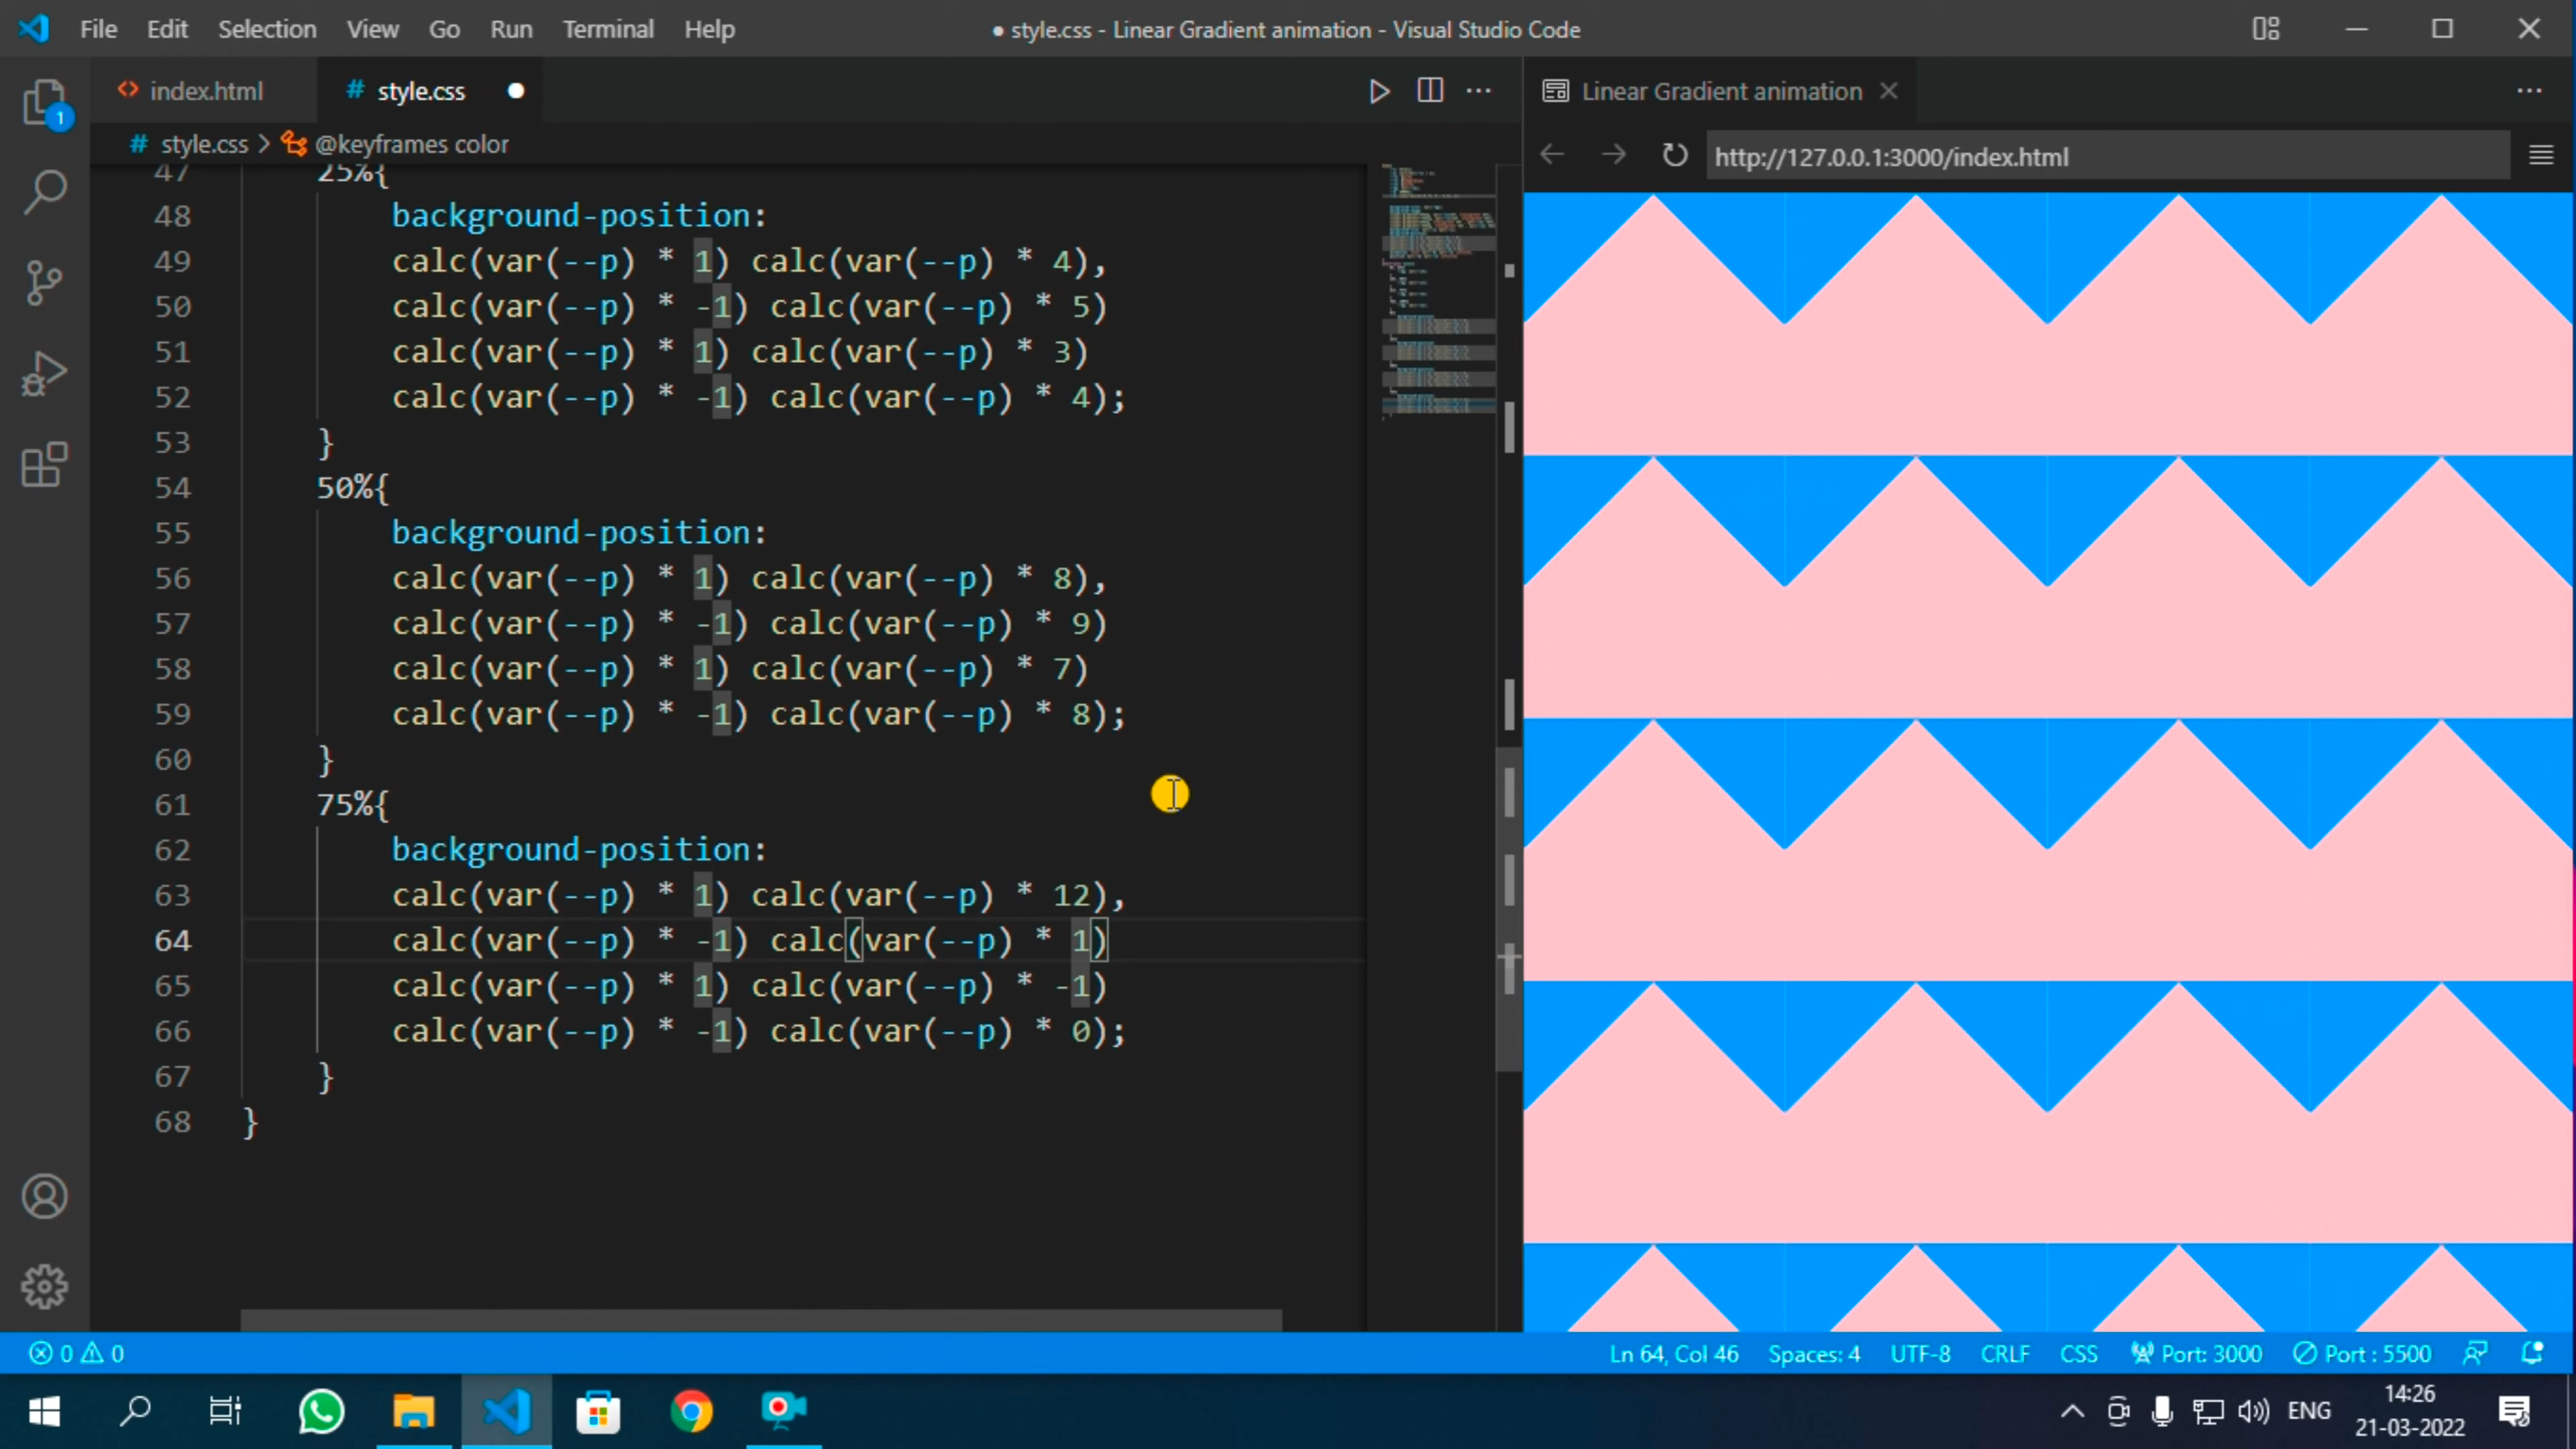 File Edit Selection View Go Run Terminal Help
● style.css - Linear Gradient animation - Visual Studio Code
index.html
# style.css
Linear Gradient animation
1
# style.css > @keyframes color
http://127.0.0.1:3000/index.html
47 25%{
48 background-position:
49 calc(var(--p) * 1) calc(var(--p) * 4),
50 calc(var(--p) * -1) calc(var(--p) * 5)
51 calc(var(--p) * 1) calc(var(--p) * 3)
52 calc(var(--p) * -1) calc(var(--p) * 4);
53 }
54 50%{
55 background-position:
56 calc(var(--p) * 1) calc(var(--p) * 8),
57 calc(var(--p) * -1) calc(var(--p) * 9)
58 calc(var(--p) * 1) calc(var(--p) * 7)
59 calc(var(--p) * -1) calc(var(--p) * 8);
60 }
61 75%{
62 background-position:
63 calc(var(--p) * 1) calc(var(--p) * 12),
64 calc(var(--p) * -1) calc(var(--p) * 1)
65 calc(var(--p) * 1) calc(var(--p) * -1)
66 calc(var(--p) * -1) calc(var(--p) * 0);
67 }
68 }
0 0
Ln 64, Col 46 Spaces: 4 UTF-8 CRLF CSS Port: 3000 Port : 5500
ENG
14:26
21-03-2022